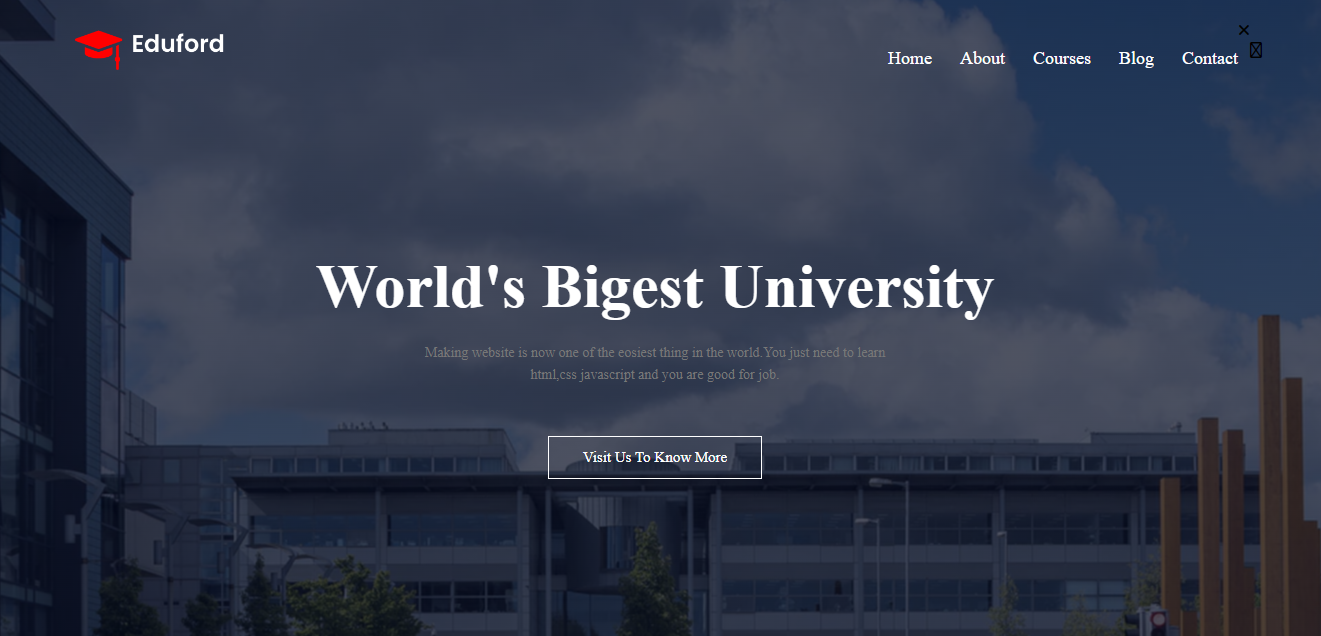 Eduford
Home About Courses Blog Contact
World's Bigest University
Making website is now one of the eosiest thing in the world.You just need to learn
html,css javascript and you are good for job.
Visit Us To Know More